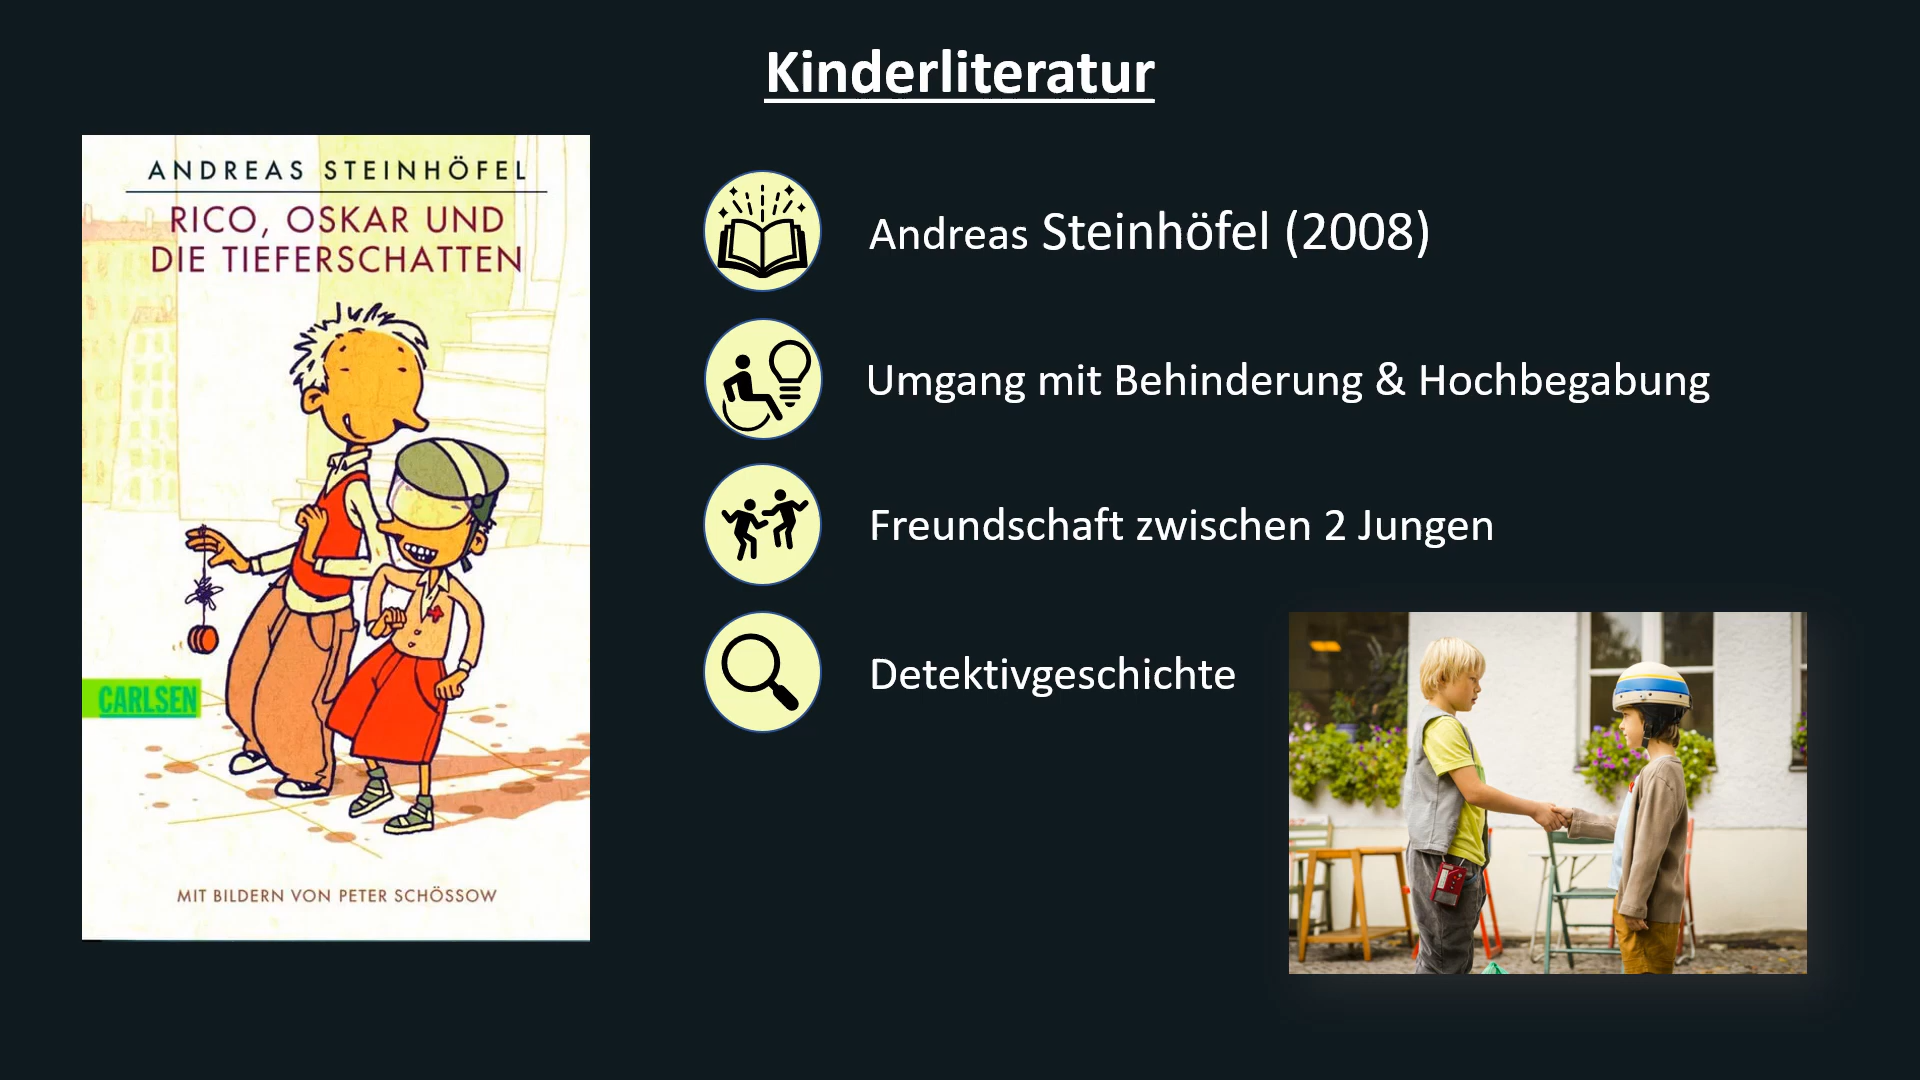 Kinderliteratur
ANDREAS STEINHÖFEL
RICO, OSKAR UND
DIE TIEFERSCHATTEN
CARLSEN
MIT BILDERN VON PETER SCHÖSSOW
Andreas Steinhöfel (2008)
Umgang mit Behinderung & Hochbegabung
Freundschaft zwischen 2 Jungen
Detektivgeschichte